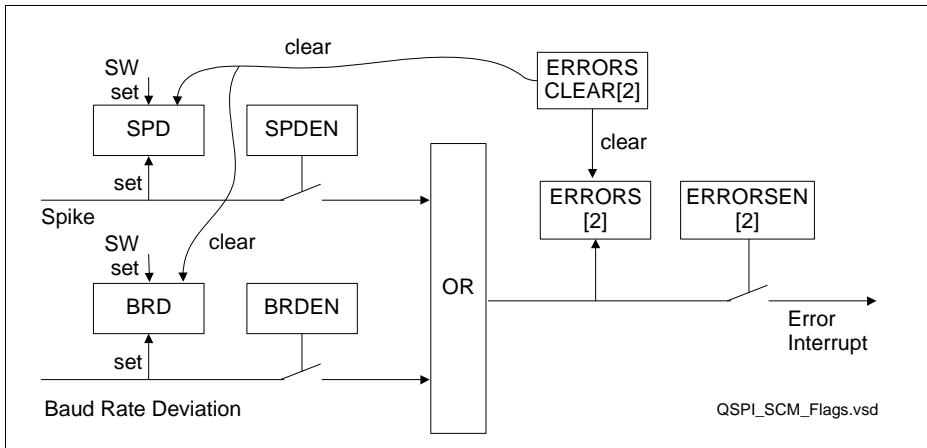 clear
SW
set
SPD
SPDEN
ERRORS
CLEAR[2]
clear
set
Spike
ERRORS
[2]
ERRORSEN
[2]
SW
set
clear
BRD
BRDEN
OR
Error
Interrupt
set
Baud Rate Deviation
QSPI_SCM_Flags.vsd